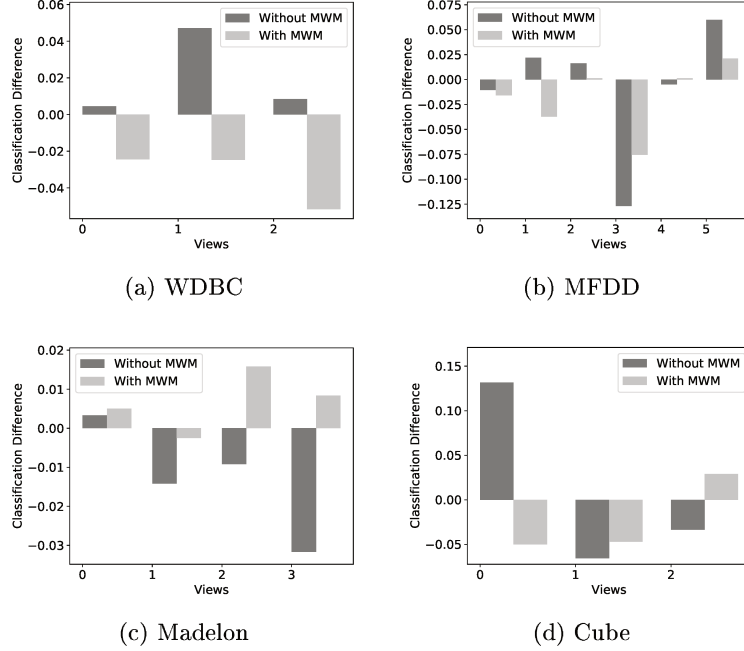 0.06
0.04
0.02
0.00
−0.02
−0.04
Classification Difference
Without MWM
With MWM
0 1 2
Views
(a) WDBC
0.075
0.050
0.025
0.000
−0.025
−0.050
−0.075
−0.100
−0.125
Classification Difference
Without MWM
With MWM
0 1 2 3 4 5
Views
(b) MFDD
0.02
0.01
0.00
−0.01
−0.02
−0.03
Classification Difference
Without MWM
With MWM
0 1 2 3
Views
(c) Madelon
0.15
0.10
0.05
0.00
−0.05
Classification Difference
Without MWM
With MWM
0 1 2
Views
(d) Cube